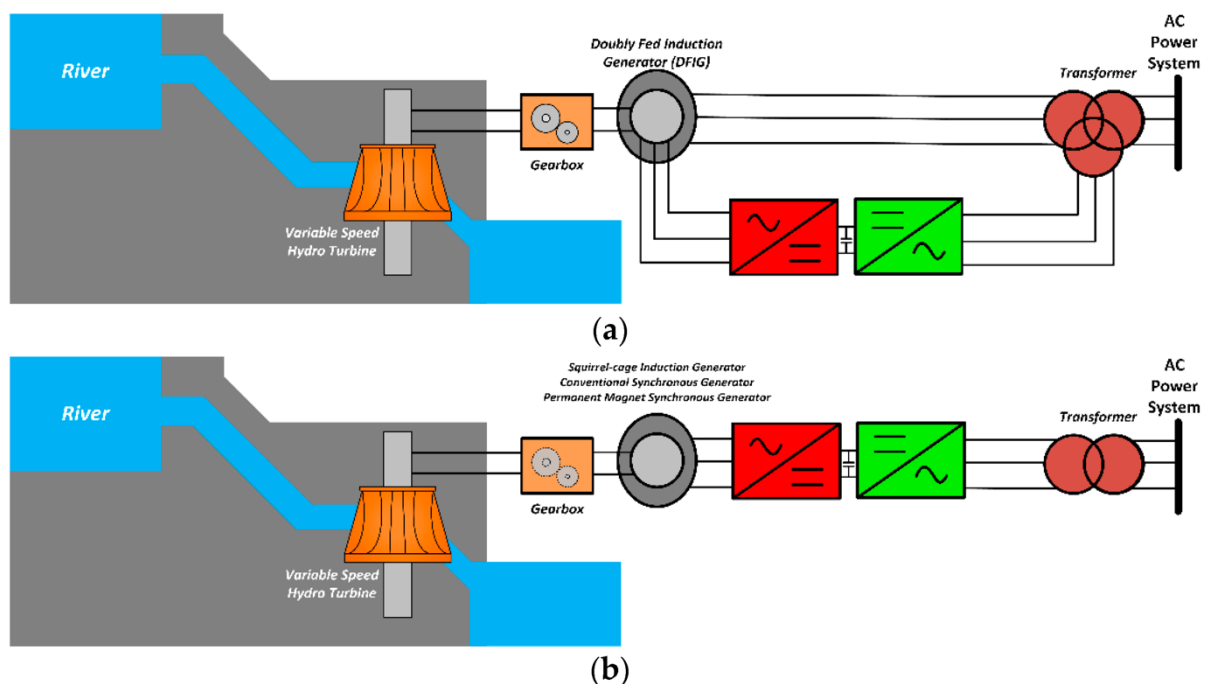 River
Doubly Fed Induction
Generator (DFIG)
Transformer
AC
Power
System
Gearbox
Variable Speed
Hydro Turbine
(a)
River
Squirrel-cage Induction Generator
Conventional Synchronous Generator
Permanent Magnet Synchronous Generator
Transformer
AC
Power
System
Gearbox
Variable Speed
Hydro Turbine
(b)